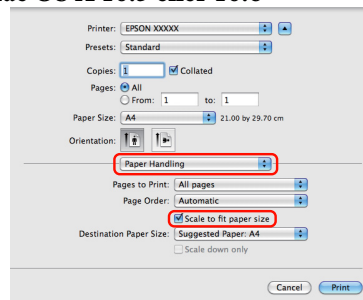 Printer: EPSON XXXXX
Presets: Standard
Copies: 1 Collated
Pages: All
From: 1 to: 1
Paper Size: A4 21.00 by 29.70 cm
Orientation:
Paper Handling
Pages to Print: All pages
Page Order: Automatic
Scale to fit paper size
Destination Paper Size: Suggested Paper: A4
Scale down only
Cancel Print